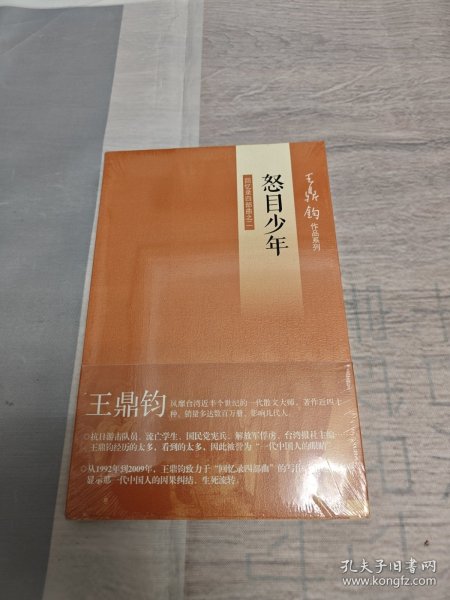 王鼎钧
作品系列
怒目少年
回忆录四部曲之二
王鼎钧
风靡台湾近半个世纪的一代散文大师。著作近四十
种，销量多达数百万册，影响几代人。
抗日游击队员、流亡学生、国民党宪兵、解放军俘虏、台湾报社主编
王鼎钧经历的太多，看到的太多，因此被誉为“一代中国人的眼睛
从1992年到2009年，王鼎钧致力于“回忆录四部曲”的写
显示那一代中国人的因果纠结、生死流转
孔夫子旧书网
www.kongfz.com